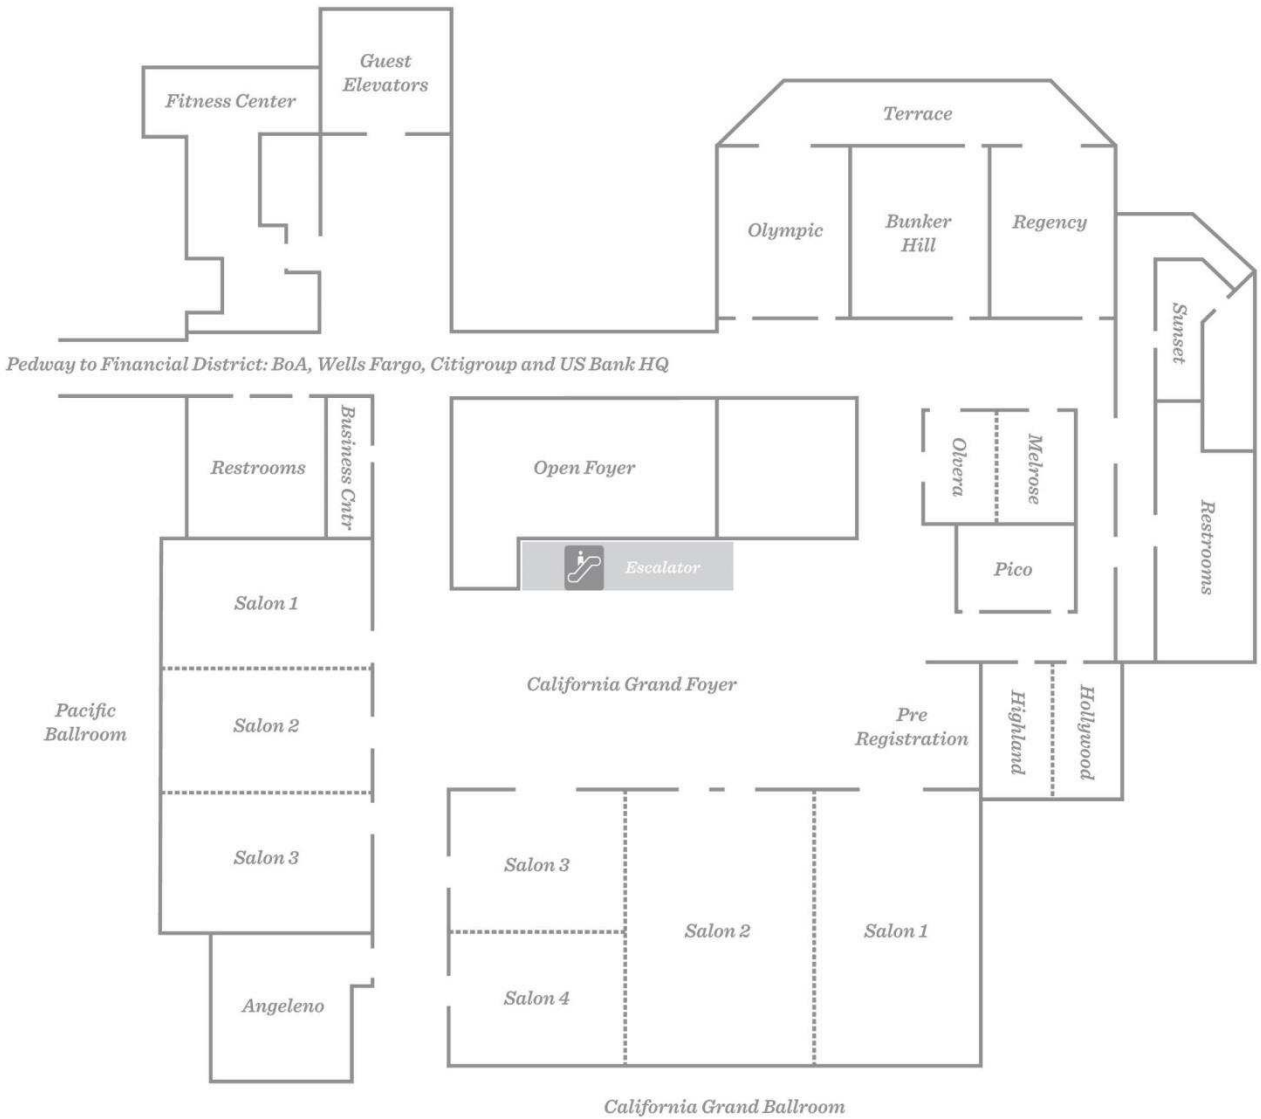 Guest
Elevators
Fitness Center
Terrace
Olympic
Bunker
Hill
Regency
Sunset
Pedway to Financial District: BoA, Wells Fargo, Citigroup and US Bank HQ
Restrooms
Business Cntr
Open Foyer
Olvera
Melrose
Restrooms
Escalator
Pico
Salon 1
California Grand Foyer
Pacific
Ballroom
Salon 2
Pre
Registration
Highland
Hollywood
Salon 3
Salon 3
Salon 2
Salon 1
Angeleno
Salon 4
California Grand Ballroom